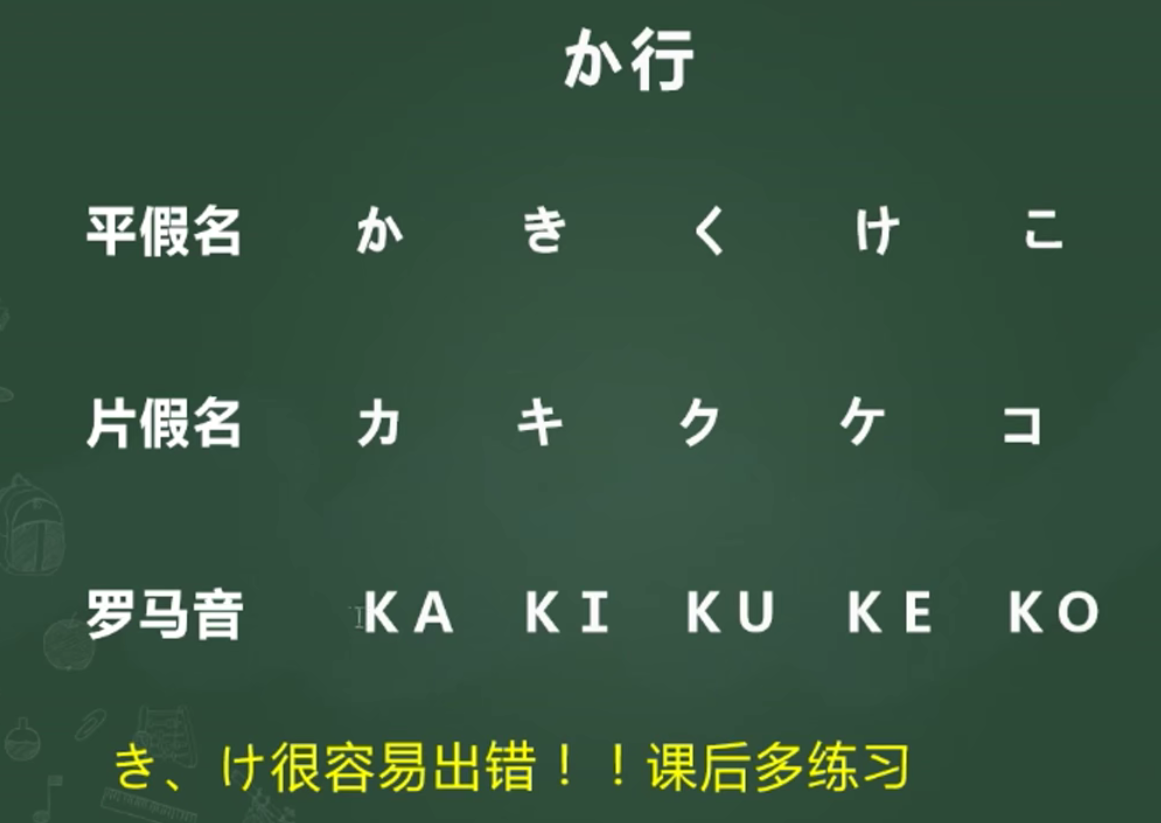 か行
平假名 か き く け こ
片假名 カ キ ク ケ コ
罗马音 KA KI KU KE KO
き、け很容易出错！！课后多练习